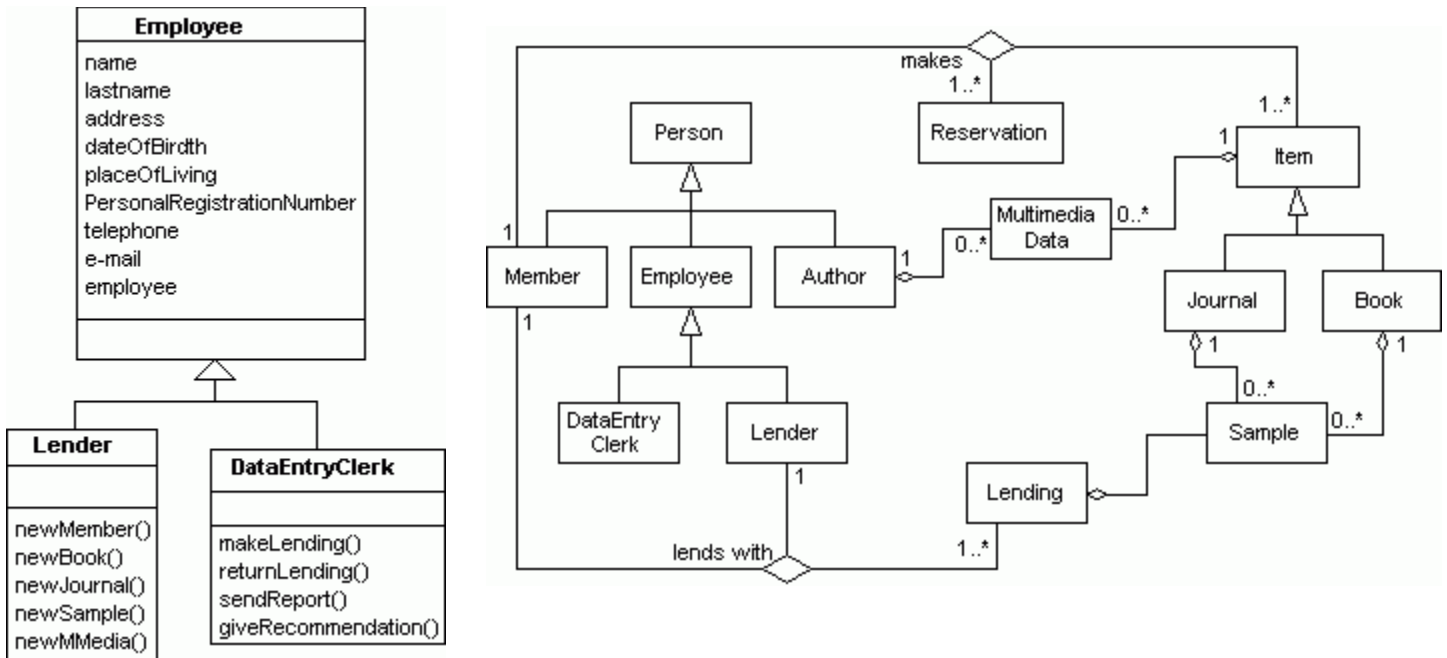 Employee
name
lastname
address
dateOfBirdth
placeOfLiving
PersonalRegistrationNumber
telephone
e-mail
employee
Lender
newMember()
newBook()
newJournal()
newSample()
newMMedia()
DataEntryClerk
makeLending()
returnLending()
sendReport()
giveRecommendation()
makes
1..*
1..*
Person
Reservation
1
Item
1
Multimedia
Data
0..*
0..*
1
Member
Employee
Author
Journal
Book
1
1
1
0..*
DataEntry
Clerk
Lender
Sample
0..*
1
Lending
lends with
1..*